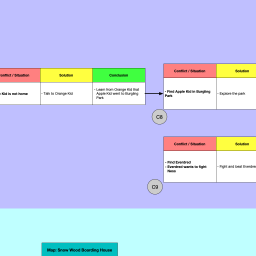 Conflict / Situation
Solution
Conflict / Situation
Solution
Conclusion
- Find Apple Kid in Burgling
Park
- Explore the park
Kid is not home
- Talk to Orange Kid
- Learn from Orange Kid that
Apple Kid went to Burgling
Park
C8
Conflict / Situation
Solution
- Find Everdred
- Everdred wants to fight
Ness
- Fight and beat Everdred
C9
Map: Snow Wood Boarding House